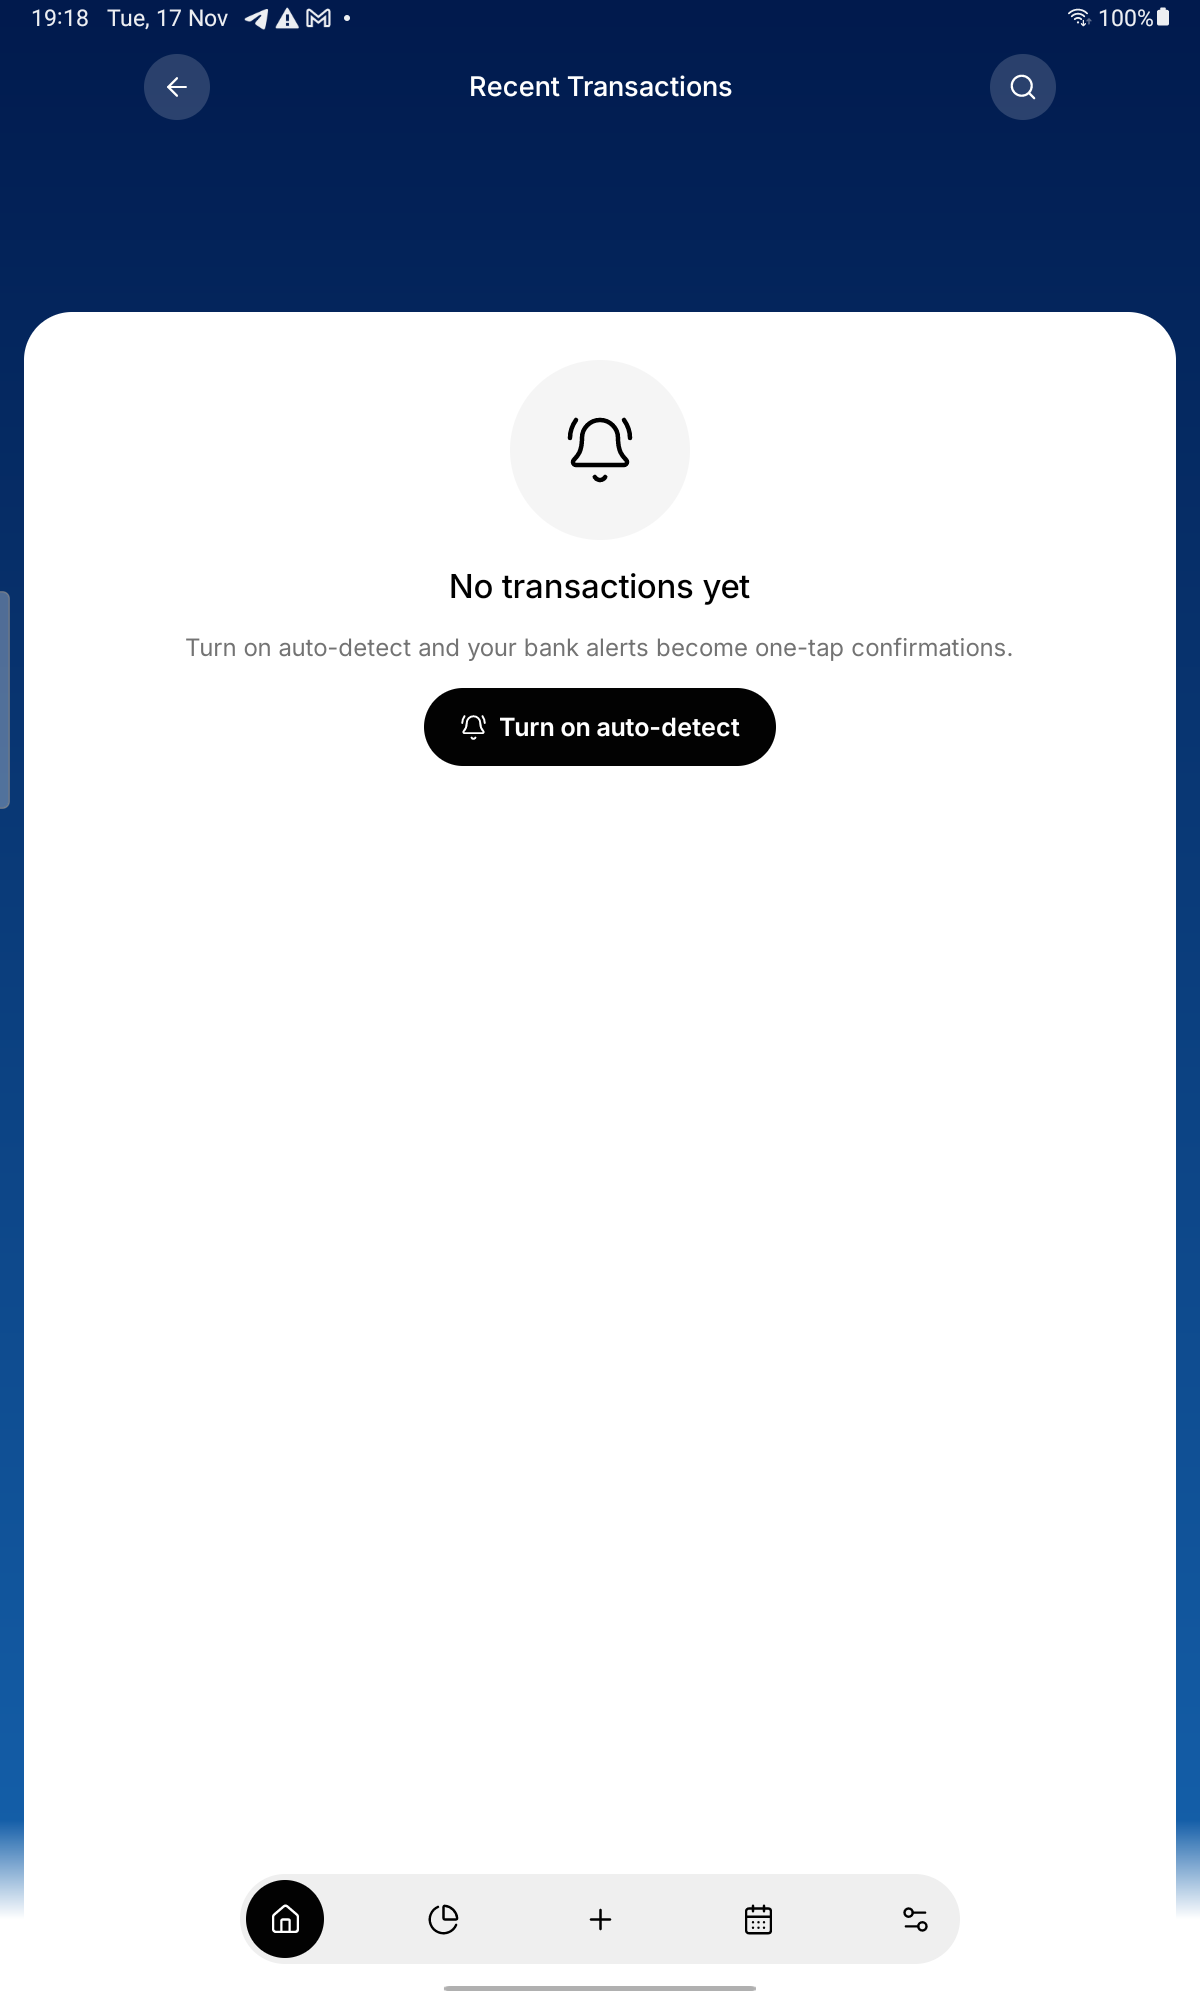 19:18 Tue, 17 Nov 100%
Recent Transactions
No transactions yet
Turn on auto-detect and your bank alerts become one-tap confirmations.
Turn on auto-detect